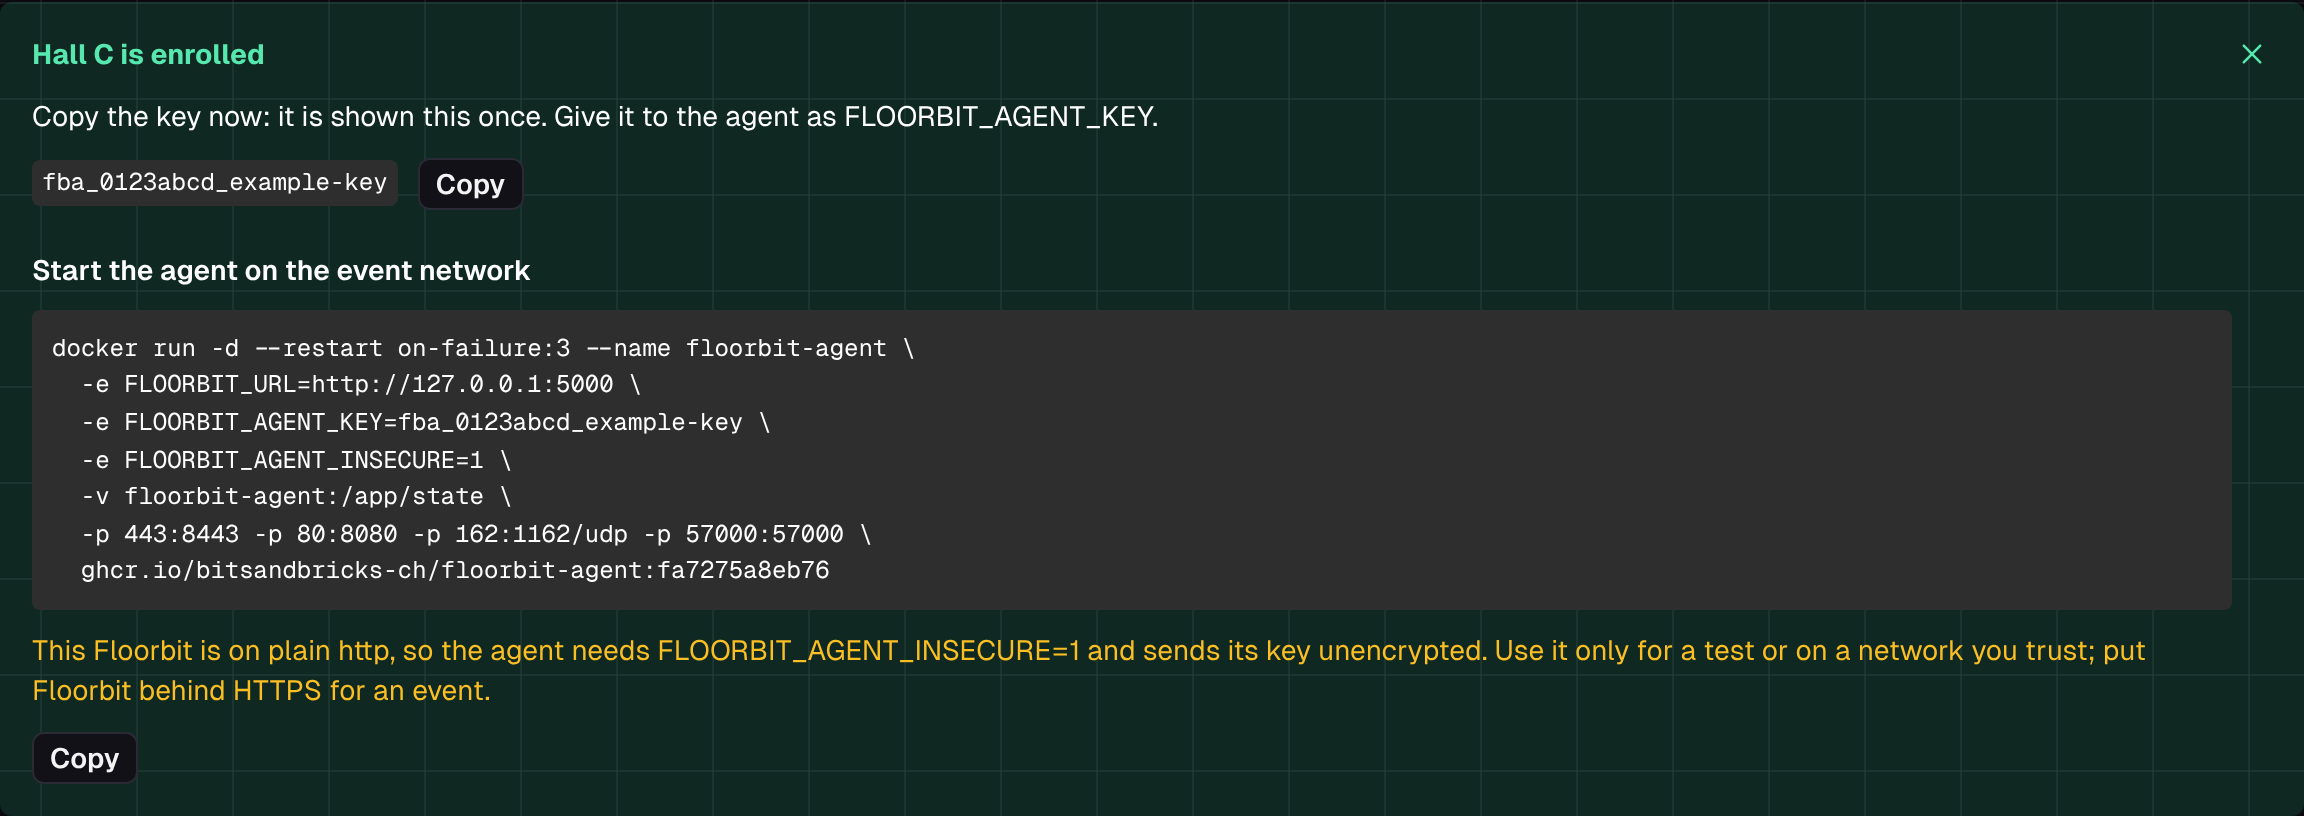 Hall C is enrolled
Copy the key now: it is shown this once. Give it to the agent as FLOORBIT_AGENT_KEY.
fba_0123abcd_example-key
Copy
Start the agent on the event network
docker run -d --restart on-failure:3 --name floorbit-agent \
-e FLOORBIT_URL=http://127.0.0.1:5000 \
-e FLOORBIT_AGENT_KEY=fba_0123abcd_example-key \
-e FLOORBIT_AGENT_INSECURE=1 \
-v floorbit-agent:/app/state \
-p 443:8443 -p 80:8080 -p 162:1162/udp -p 57000:57000 \
ghcr.io/bitsandbricks-ch/floorbit-agent:fa7275a8eb76
This Floorbit is on plain http, so the agent needs FLOORBIT_AGENT_INSECURE=1 and sends its key unencrypted. Use it only for a test or on a network you trust; put
Floorbit behind HTTPS for an event.
Copy